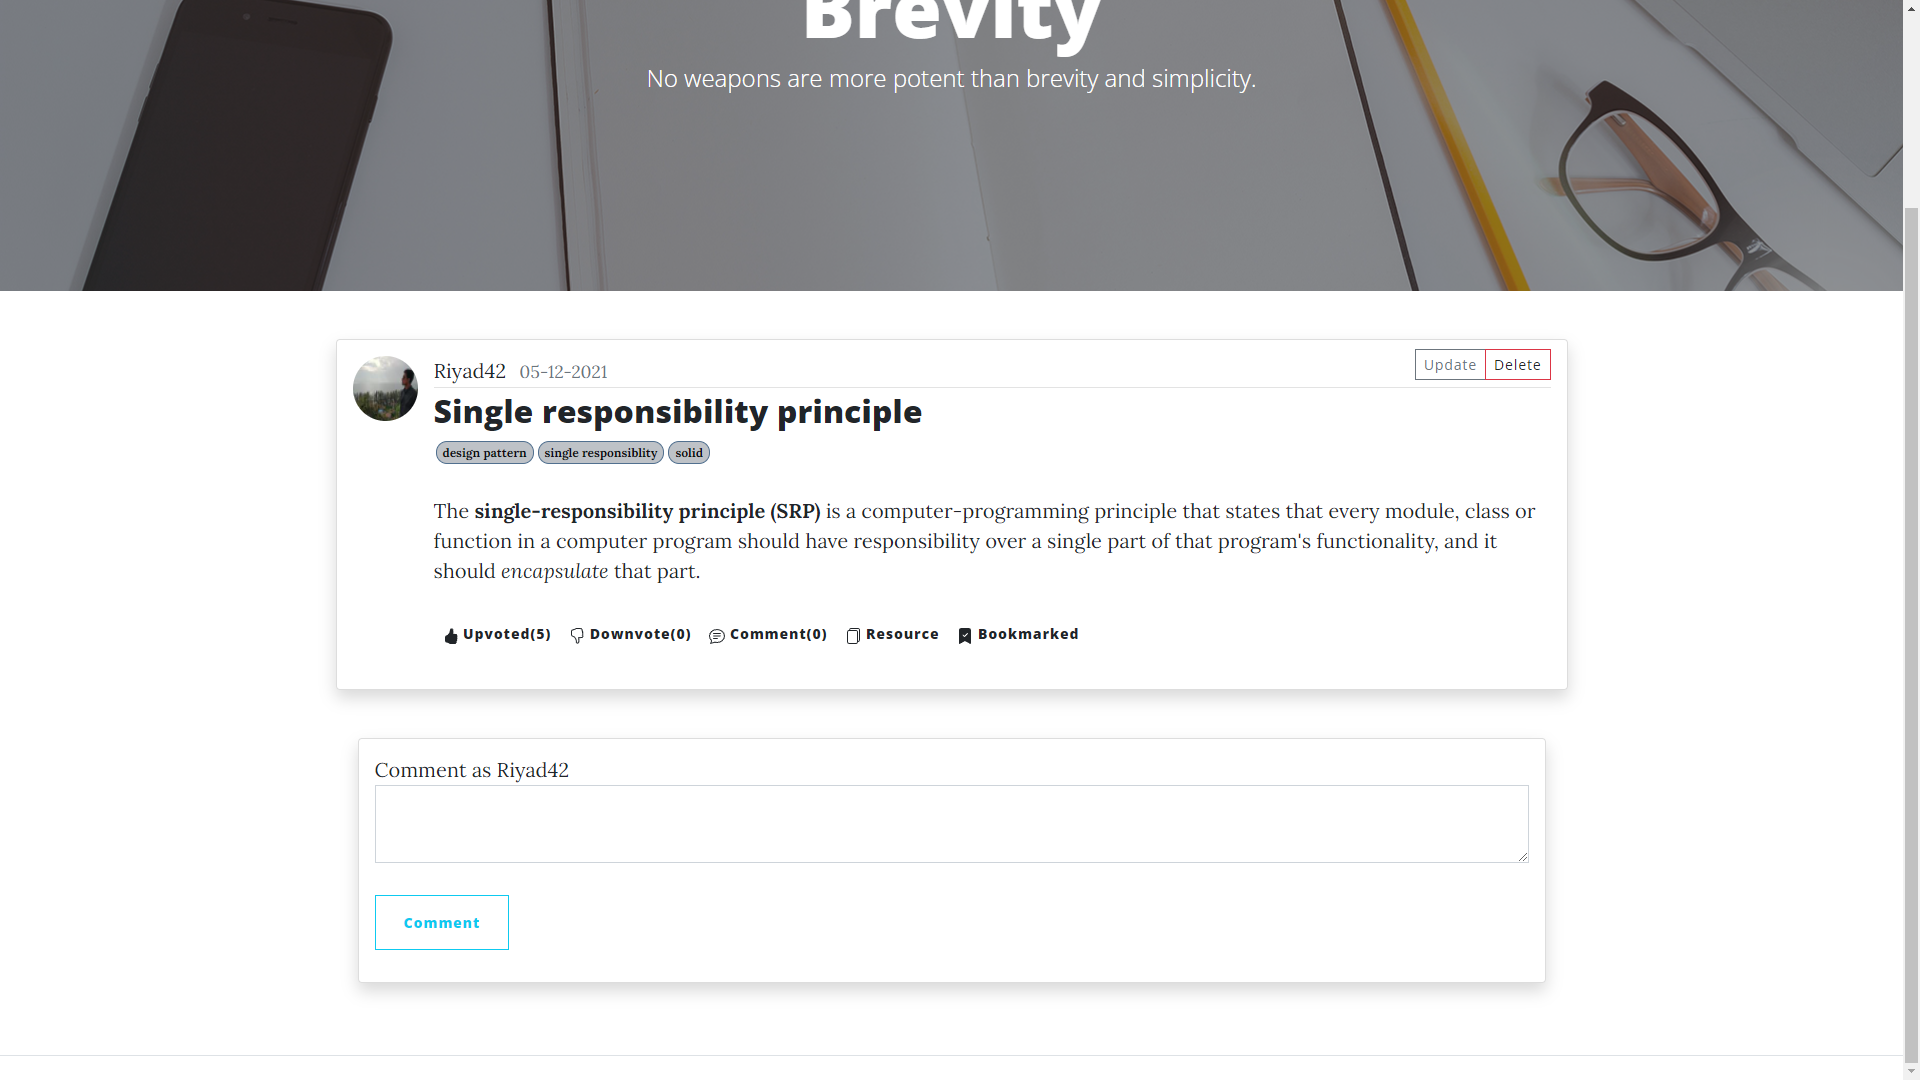 Brevity
No weapons are more potent than brevity and simplicity.
Riyad42 05-12-2021
Update Delete
Single responsibility principle
design pattern single responsiblity solid
The single-responsibility principle (SRP) is a computer-programming principle that states that every module, class or
function in a computer program should have responsibility over a single part of that program's functionality, and it
should encapsulate that part.
Upvoted(5) Downvote(0) Comment(0) Resource Bookmarked
Comment as Riyad42
Comment